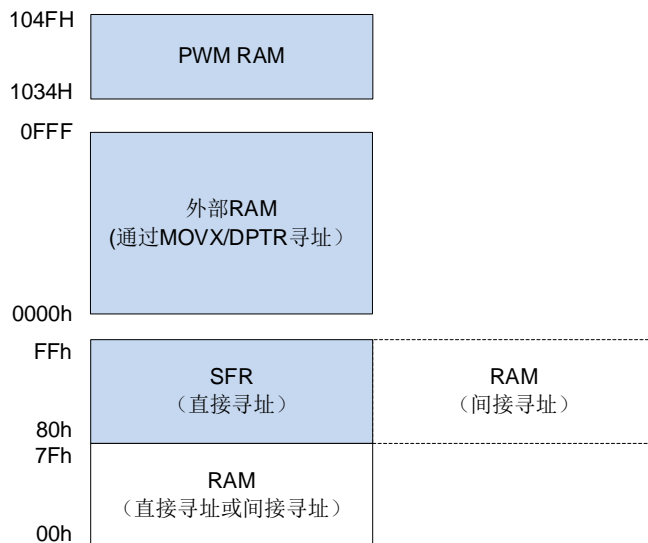 104FH
PWM RAM
1034H
0FFF
外部RAM
(通过MOVX/DPTR寻址）
0000h
FFh
SFR
（直接寻址）
RAM
（间接寻址）
80h
7Fh
RAM
（直接寻址或间接寻址）
00h